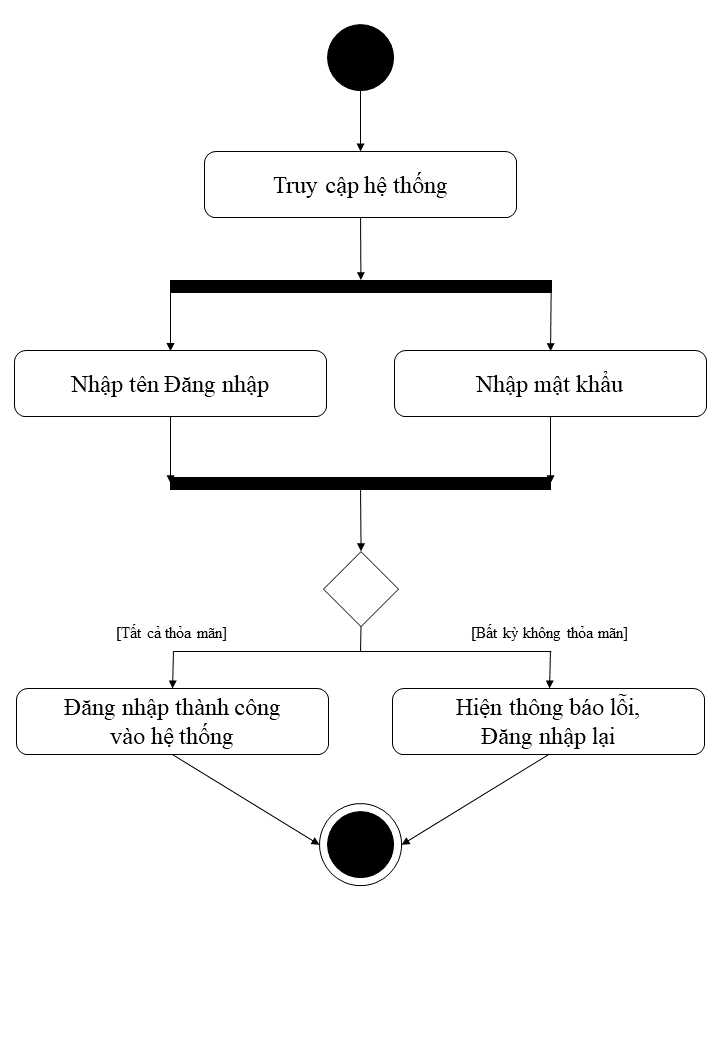 Truy cập hệ thống
Nhập tên Đăng nhập
Nhập mật khẩu
[Tất cả thỏa mãn]
[Bất kỳ không thỏa mãn]
Đăng nhập thành công
vào hệ thống
Hiện thông báo lỗi,
Đăng nhập lại